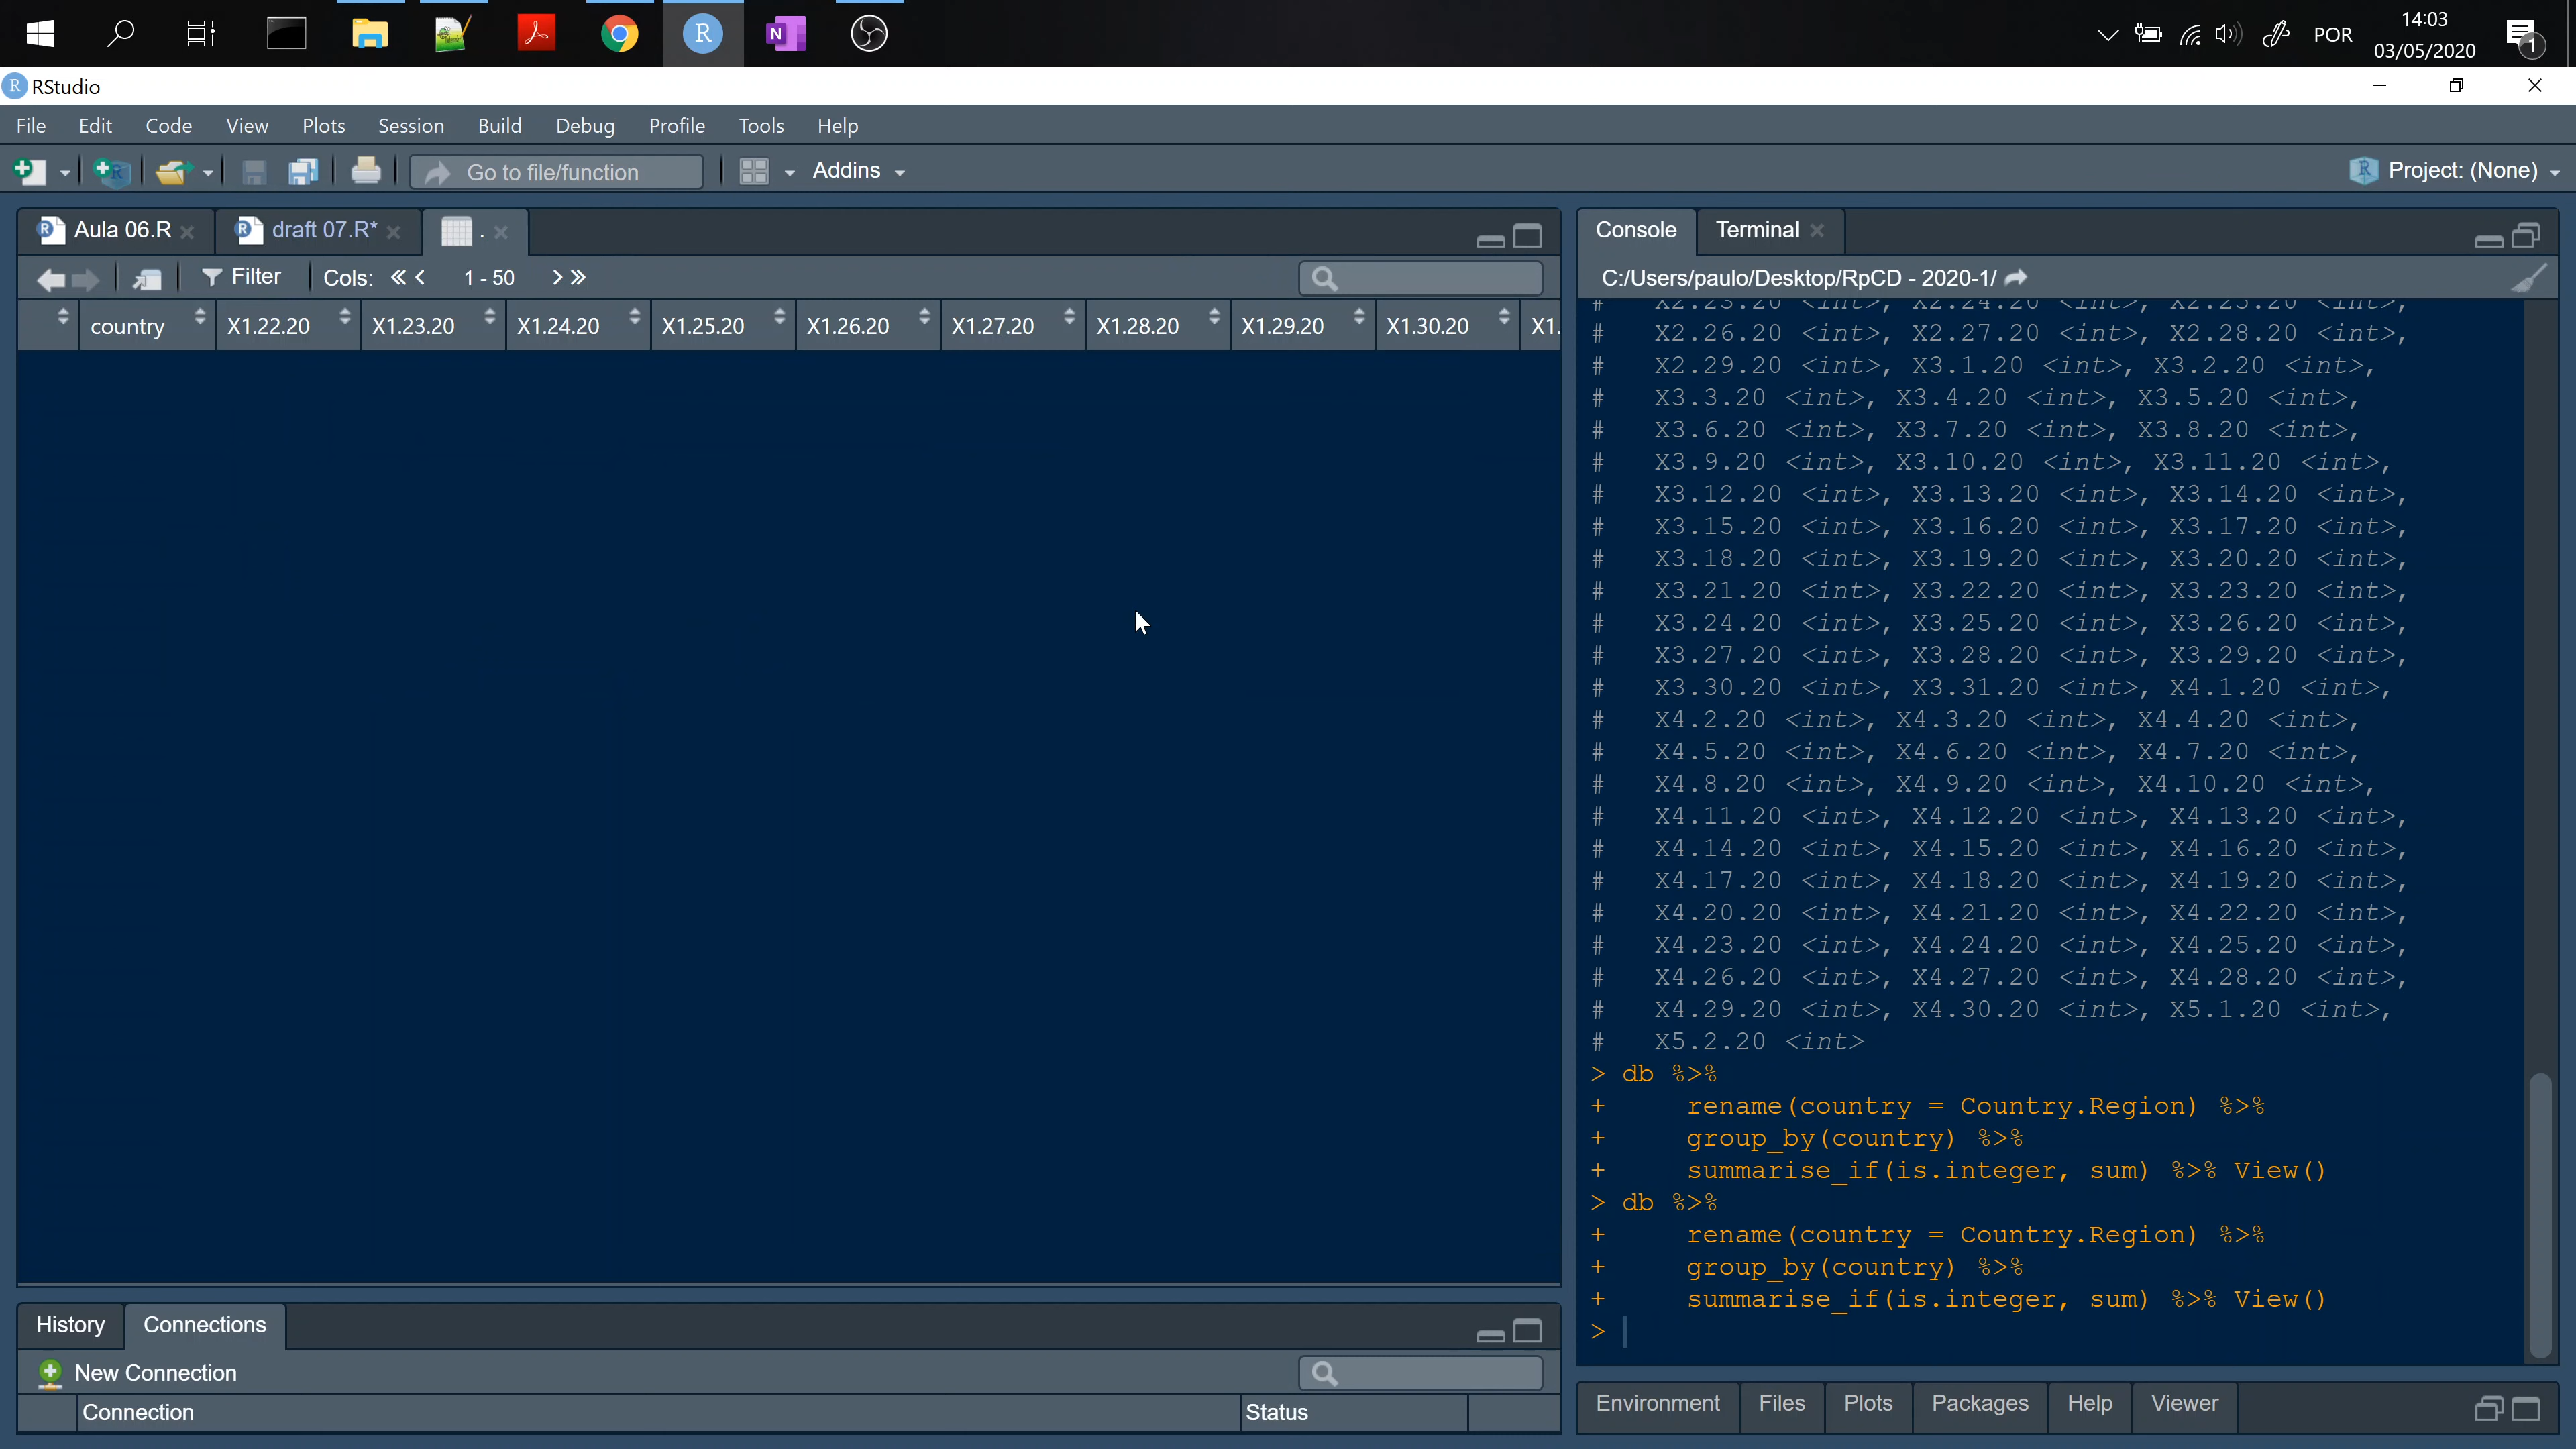 POR
14:03
03/05/2020
1
RStudio
File Edit Code View Plots Session Build Debug Profile Tools Help
Go to file/function
Addins
Project: (None)
Aula 06.R
draft 07.R*
.
Filter
Cols:
1 - 50
country X1.22.20 X1.23.20 X1.24.20 X1.25.20 X1.26.20 X1.27.20 X1.28.20 X1.29.20 X1.30.20 X1.
History Connections
New Connection
Connection Status
Console Terminal
C:/Users/paulo/Desktop/RpCD - 2020-1/
# X2.23.20 <int>, X2.24.20 <int>, X2.25.20 <int>,
# X2.26.20 <int>, X2.27.20 <int>, X2.28.20 <int>,
# X2.29.20 <int>, X3.1.20 <int>, X3.2.20 <int>,
# X3.3.20 <int>, X3.4.20 <int>, X3.5.20 <int>,
# X3.6.20 <int>, X3.7.20 <int>, X3.8.20 <int>,
# X3.9.20 <int>, X3.10.20 <int>, X3.11.20 <int>,
# X3.12.20 <int>, X3.13.20 <int>, X3.14.20 <int>,
# X3.15.20 <int>, X3.16.20 <int>, X3.17.20 <int>,
# X3.18.20 <int>, X3.19.20 <int>, X3.20.20 <int>,
# X3.21.20 <int>, X3.22.20 <int>, X3.23.20 <int>,
# X3.24.20 <int>, X3.25.20 <int>, X3.26.20 <int>,
# X3.27.20 <int>, X3.28.20 <int>, X3.29.20 <int>,
# X3.30.20 <int>, X3.31.20 <int>, X4.1.20 <int>,
# X4.2.20 <int>, X4.3.20 <int>, X4.4.20 <int>,
# X4.5.20 <int>, X4.6.20 <int>, X4.7.20 <int>,
# X4.8.20 <int>, X4.9.20 <int>, X4.10.20 <int>,
# X4.11.20 <int>, X4.12.20 <int>, X4.13.20 <int>,
# X4.14.20 <int>, X4.15.20 <int>, X4.16.20 <int>,
# X4.17.20 <int>, X4.18.20 <int>, X4.19.20 <int>,
# X4.20.20 <int>, X4.21.20 <int>, X4.22.20 <int>,
# X4.23.20 <int>, X4.24.20 <int>, X4.25.20 <int>,
# X4.26.20 <int>, X4.27.20 <int>, X4.28.20 <int>,
# X4.29.20 <int>, X4.30.20 <int>, X5.1.20 <int>,
# X5.2.20 <int>
> db %>%
+ rename(country = Country.Region) %>%
+ group_by(country) %>%
+ summarise_if(is.integer, sum) %>% View()
> db %>%
+ rename(country = Country.Region) %>%
+ group_by(country) %>%
+ summarise_if(is.integer, sum) %>% View()
>
Environment Files Plots Packages Help Viewer